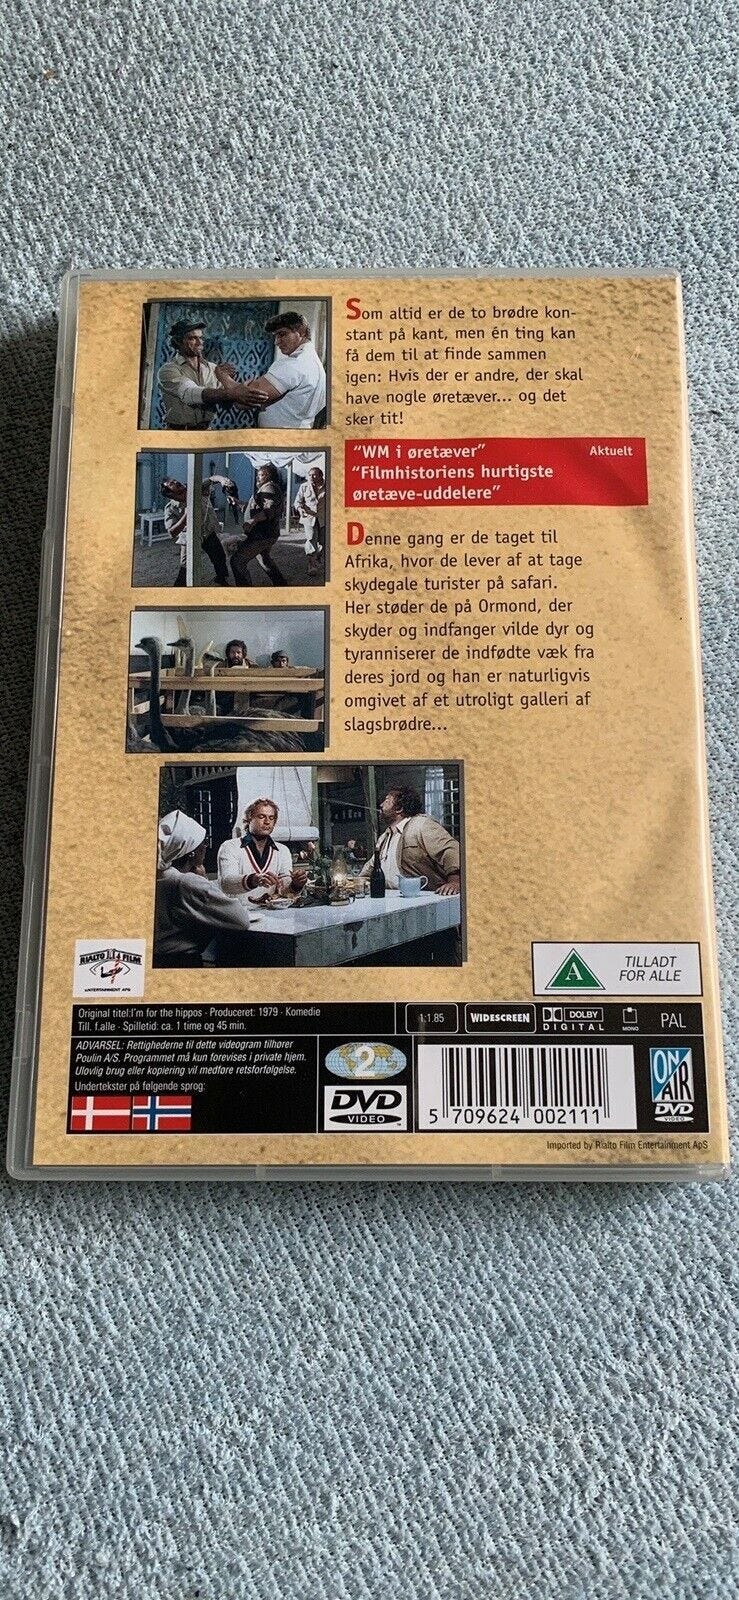 Som altid er de to brødre kon-
stant på kant, men én ting kan
få dem til at finde sammen
igen: Hvis der er andre, der skal
have nogle øretæver... og det
sker tit!
"WM i øretæver" Aktuelt
"Filmhistoriens hurtigste
øretæve-uddelere"
Denne gang er de taget til
Afrika, hvor de lever af at tage
skydegale turister på safari.
Her støder de på Ormond, der
skyder og indfanger vilde dyr og
tyranniserer de indfødte væk fra
deres jord og han er naturligvis
omgivet af et utroligt galleri af
slagsbrødre...
RIALTO FILM
ENTERTAINMENT APS
A TILLADT
FOR ALLE
Original titel:I'm for the hippos · Produceret: 1979 · Komedie
Till. f.alle · Spilletid: ca. 1 time og 45 min.
1:1.85 WIDESCREEN DOLBY DIGITAL MONO PAL
ADVARSEL: Rettighederne til dette videogram tilhører
Poulin A/S. Programmet må kun forevises i private hjem.
Ulovlig brug eller kopiering vil medføre retsforfølgelse.
Undertekster på følgende sprog:
2
DVD
VIDEO
5 709624 002111
ON AIR
DVD
VIDEO
Imported by Rialto Film Entertainment ApS